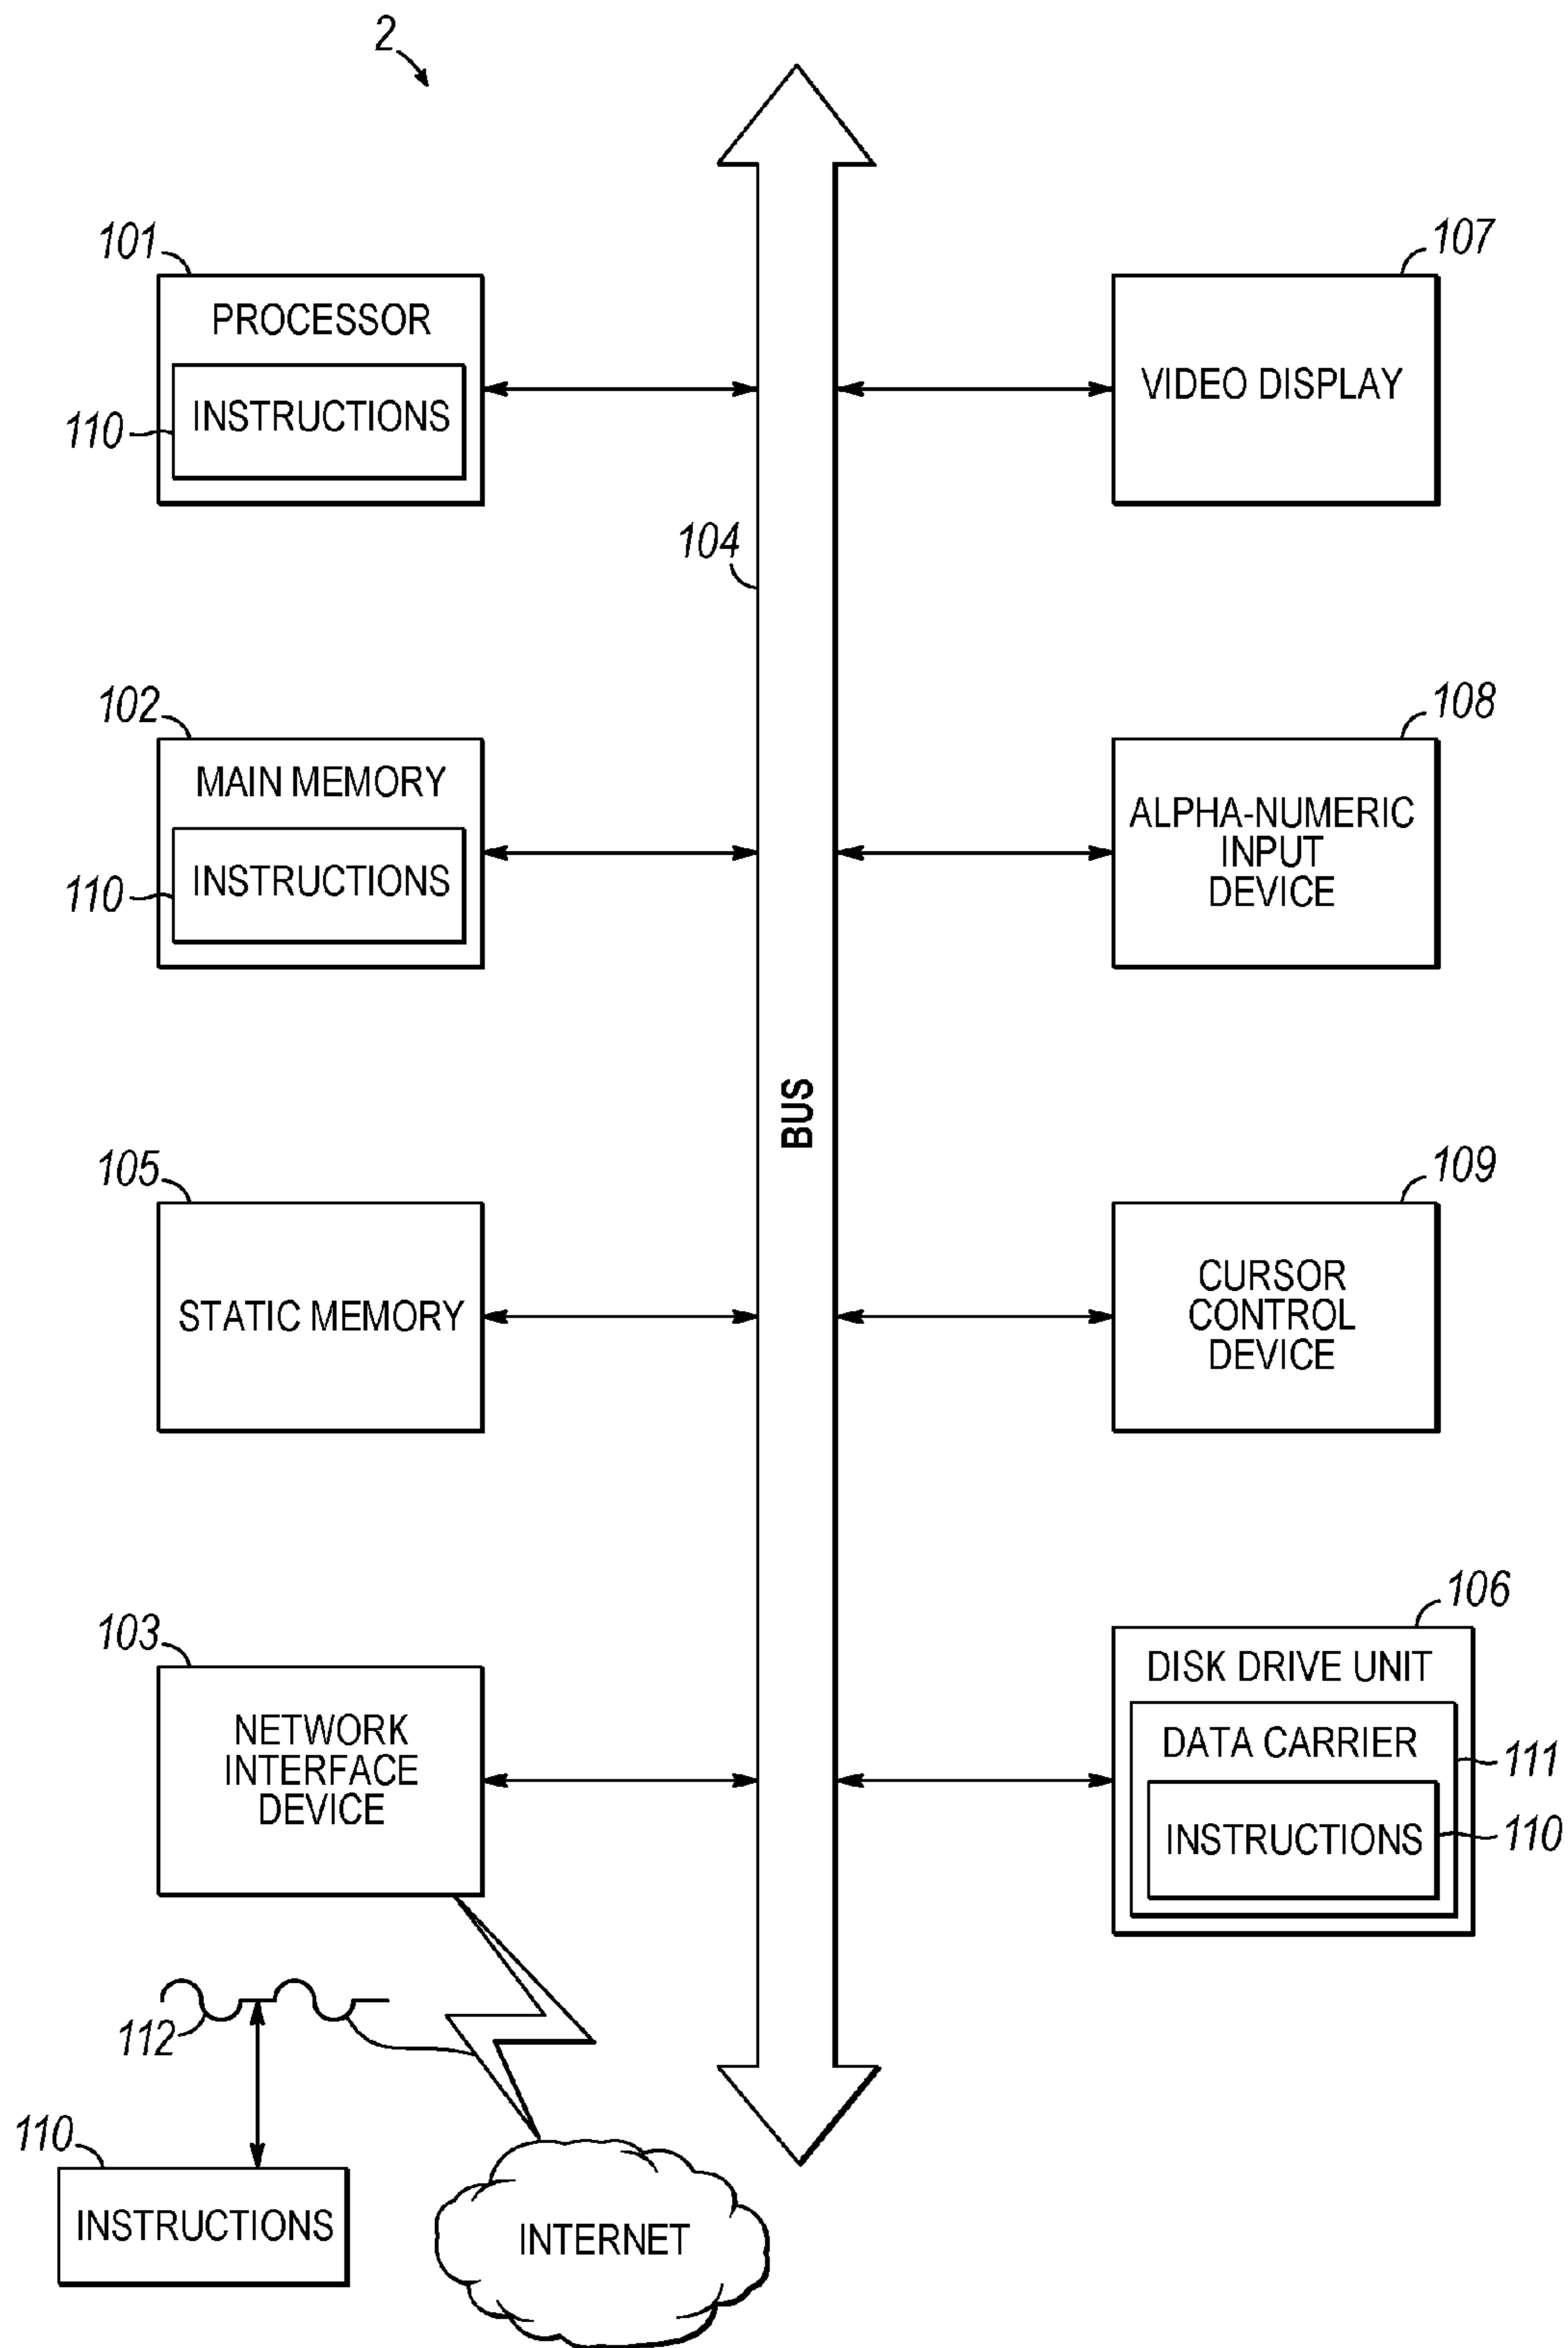 2
101
PROCESSOR
INSTRUCTIONS
110
107
VIDEO DISPLAY
104
102
MAIN MEMORY
INSTRUCTIONS
110
108
ALPHA-NUMERIC
INPUT
DEVICE
BUS
105
STATIC MEMORY
109
CURSOR
CONTROL
DEVICE
103
NETWORK
INTERFACE
DEVICE
106
DISK DRIVE UNIT
DATA CARRIER
111
INSTRUCTIONS
110
112
110
INSTRUCTIONS
INTERNET